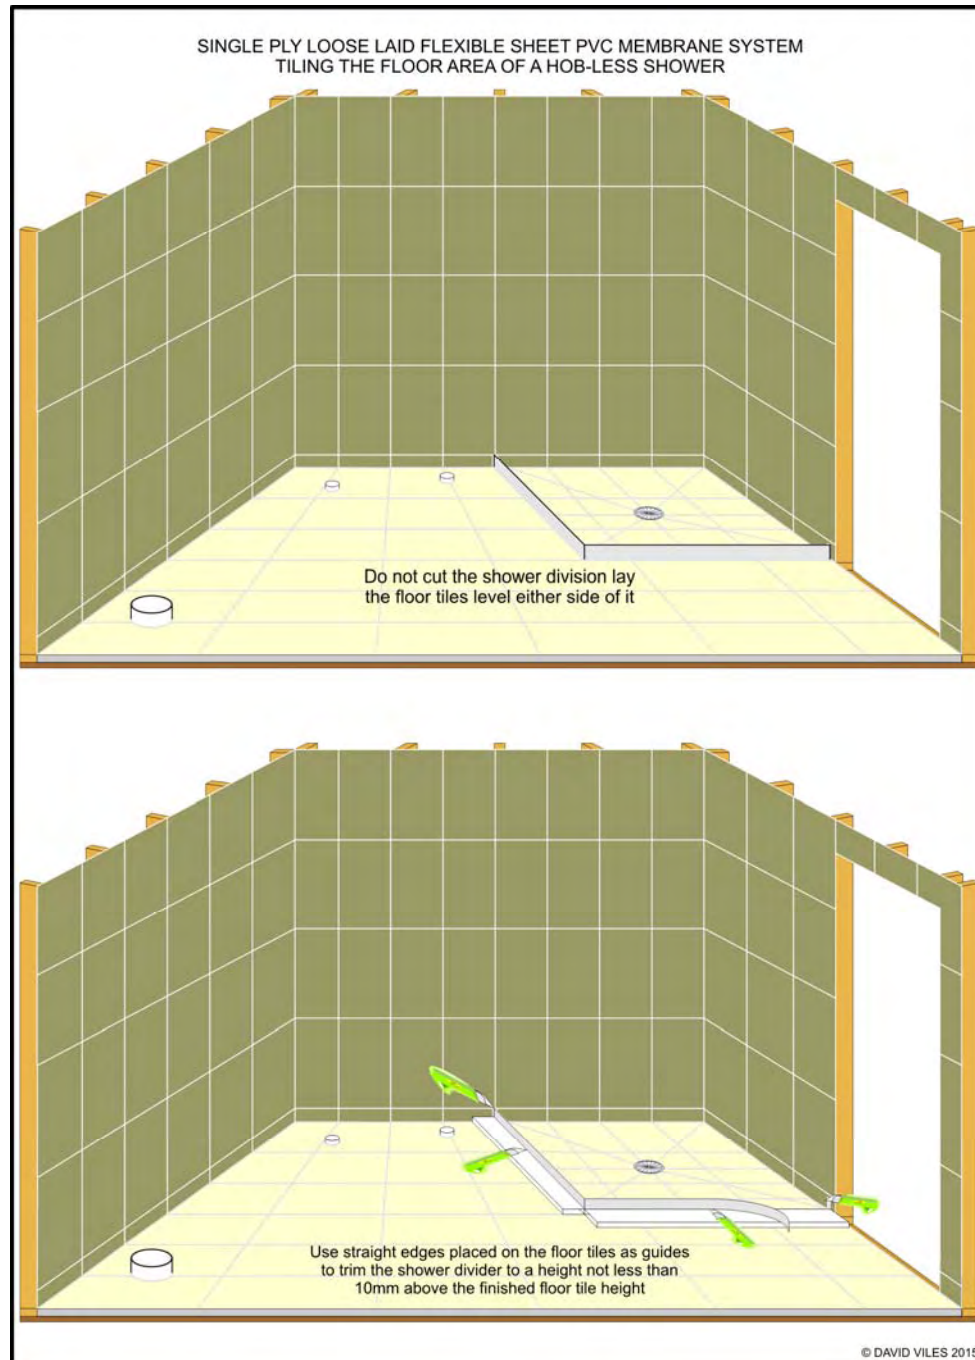 SINGLE PLY LOOSE LAID FLEXIBLE SHEET PVC MEMBRANE SYSTEM
TILING THE FLOOR AREA OF A HOB-LESS SHOWER
Do not cut the shower division lay
the floor tiles level either side of it
Use straight edges placed on the floor tiles as guides
to trim the shower divider to a height not less than
10mm above the finished floor tile height
© DAVID VILES 2015